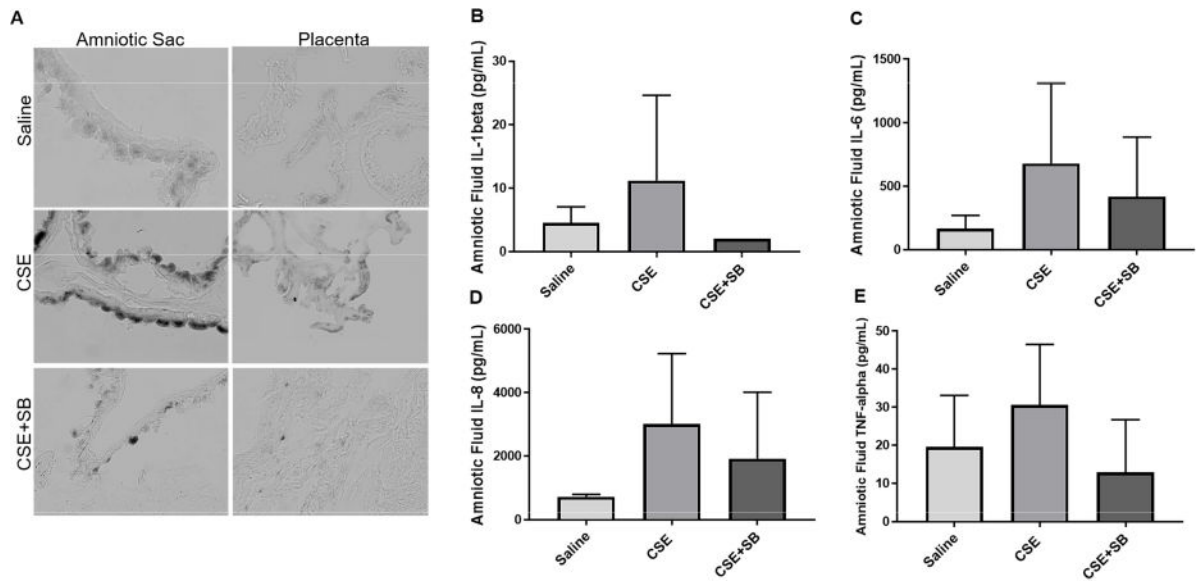 A
Amniotic Sac
Placenta
Saline
CSE
CSE+SB
B
Amniotic Fluid IL-1beta (pg/mL)
30
20
10
0
Saline
CSE
CSE+SB
C
Amniotic Fluid IL-6 (pg/mL)
1500
1000
500
0
Saline
CSE
CSE+SB
D
Amniotic Fluid IL-8 (pg/mL)
6000
4000
2000
0
Saline
CSE
CSE+SB
E
Amniotic Fluid TNF-alpha (pg/mL)
50
40
30
20
10
0
Saline
CSE
CSE+SB